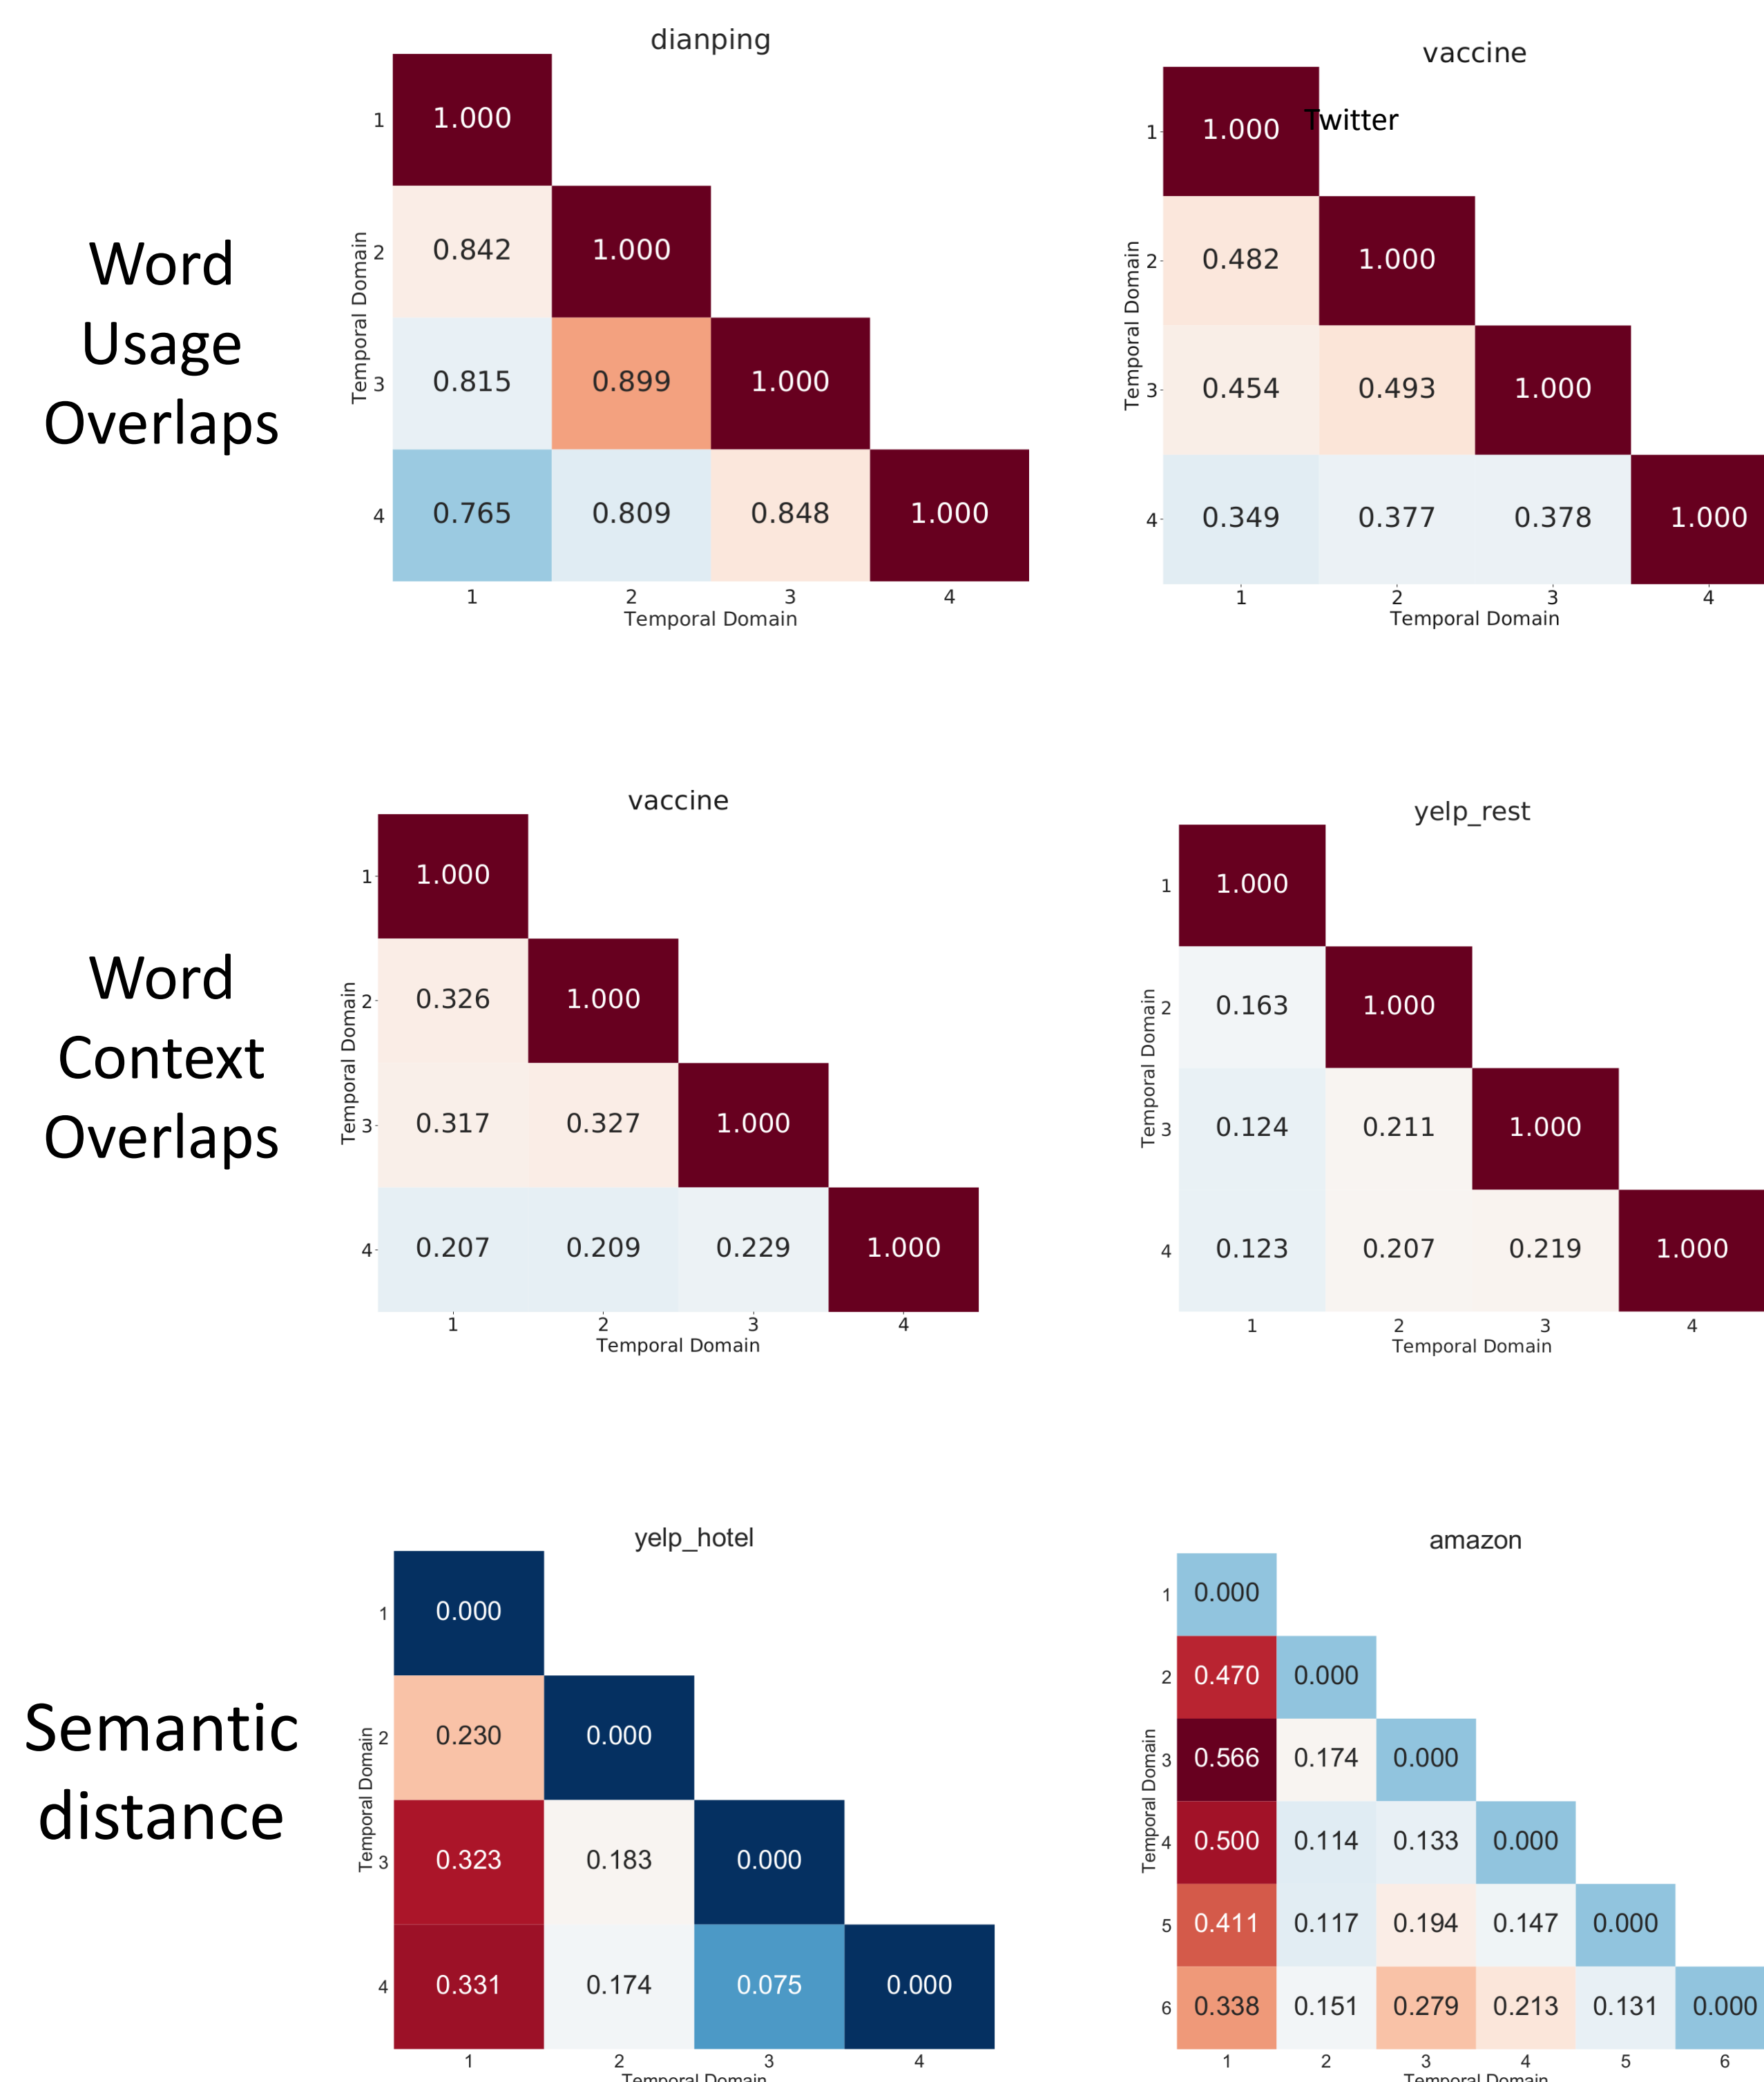 dianping
1 1.000
2 0.842 1.000
3 0.815 0.899 1.000
4 0.765 0.809 0.848 1.000
1 2 3 4
Temporal Domain
Temporal Domain
vaccine
Twitter
1 1.000
2 0.482 1.000
3 0.454 0.493 1.000
4 0.349 0.377 0.378 1.000
1 2 3 4
Temporal Domain
Temporal Domain
Word
Usage
Overlaps
vaccine
1 1.000
2 0.326 1.000
3 0.317 0.327 1.000
4 0.207 0.209 0.229 1.000
1 2 3 4
Temporal Domain
Temporal Domain
yelp_rest
1 1.000
2 0.163 1.000
3 0.124 0.211 1.000
4 0.123 0.207 0.219 1.000
1 2 3 4
Temporal Domain
Temporal Domain
Word
Context
Overlaps
yelp_hotel
1 0.000
2 0.230 0.000
3 0.323 0.183 0.000
4 0.331 0.174 0.075 0.000
1 2 3 4
Temporal Domain
Temporal Domain
amazon
1 0.000
2 0.470 0.000
3 0.566 0.174 0.000
4 0.500 0.114 0.133 0.000
5 0.411 0.117 0.194 0.147 0.000
6 0.338 0.151 0.279 0.213 0.131 0.000
1 2 3 4 5 6
Temporal Domain
Temporal Domain
Semantic
distance